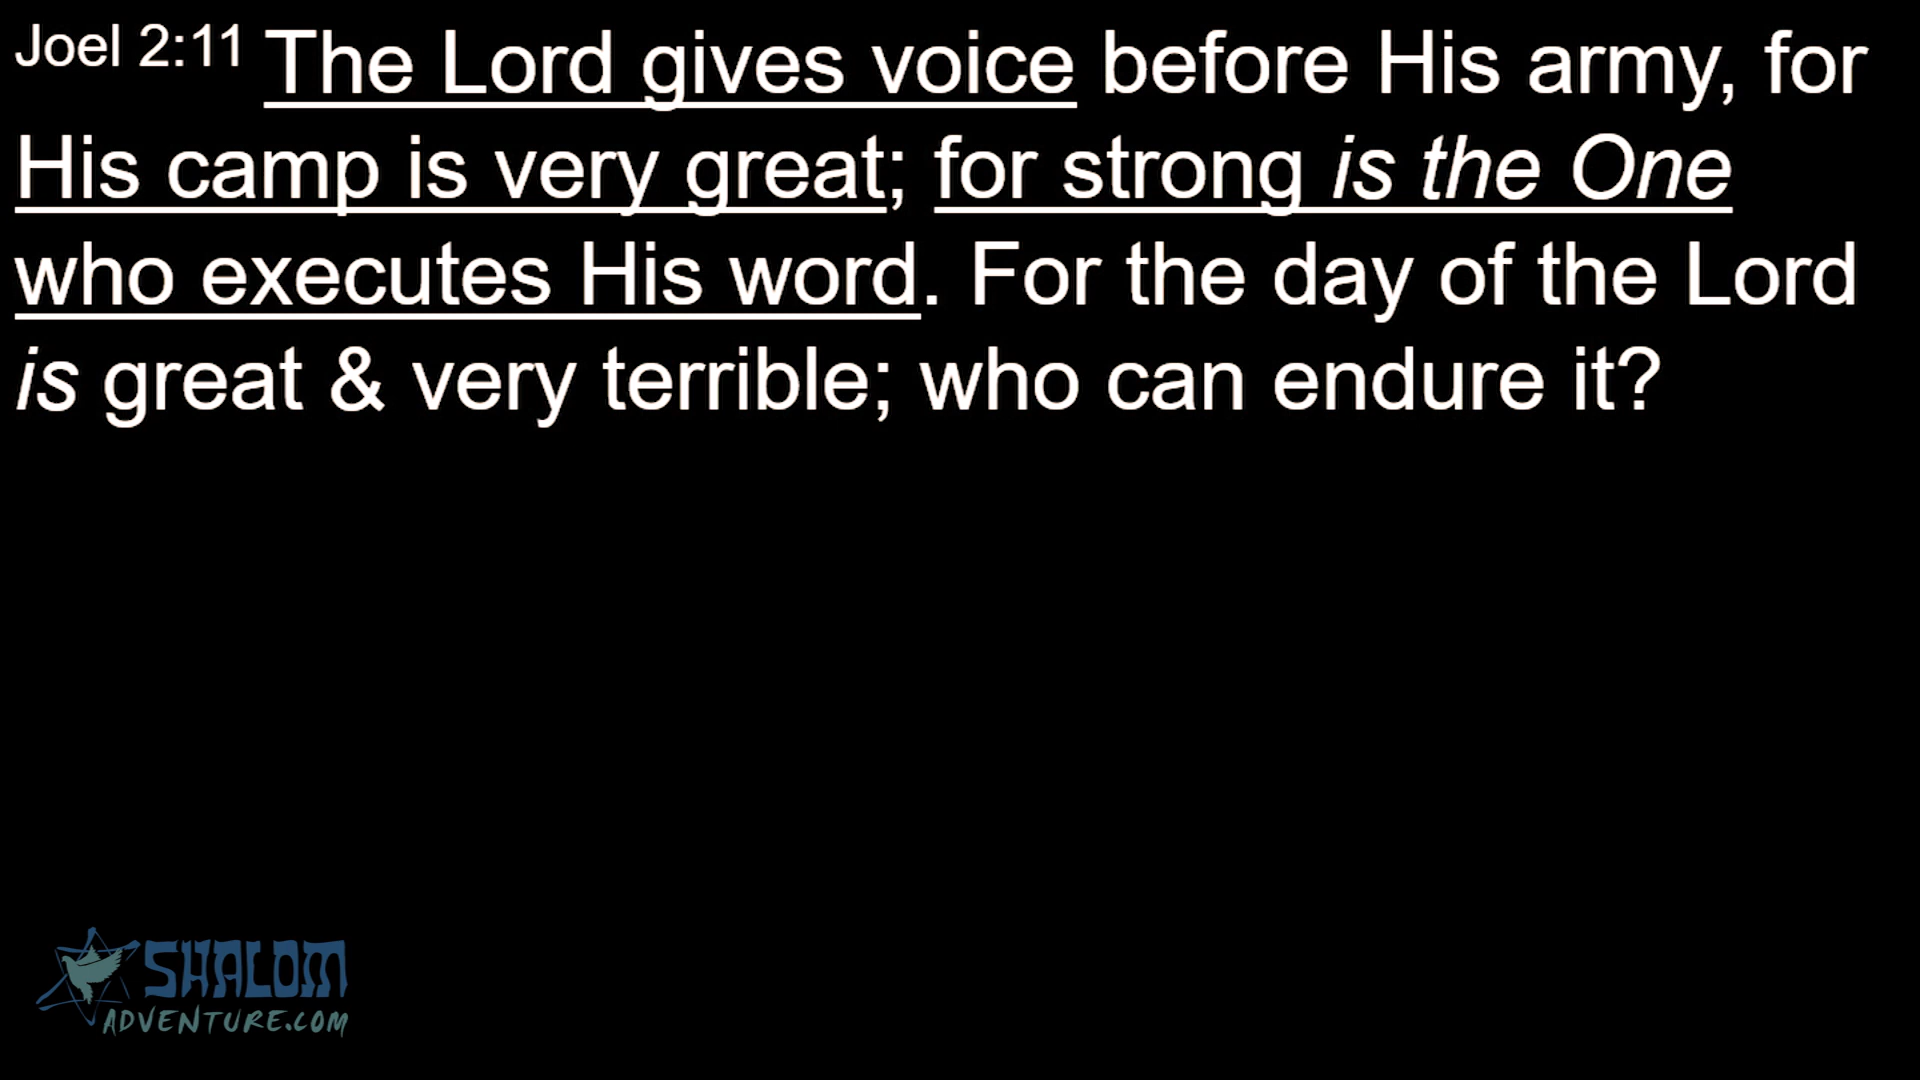 Joel 2:11 The Lord gives voice before His army, for
His camp is very great; for strong is the One
who executes His word. For the day of the Lord
is great & very terrible; who can endure it?
SHALOM
ADVENTURE.COM